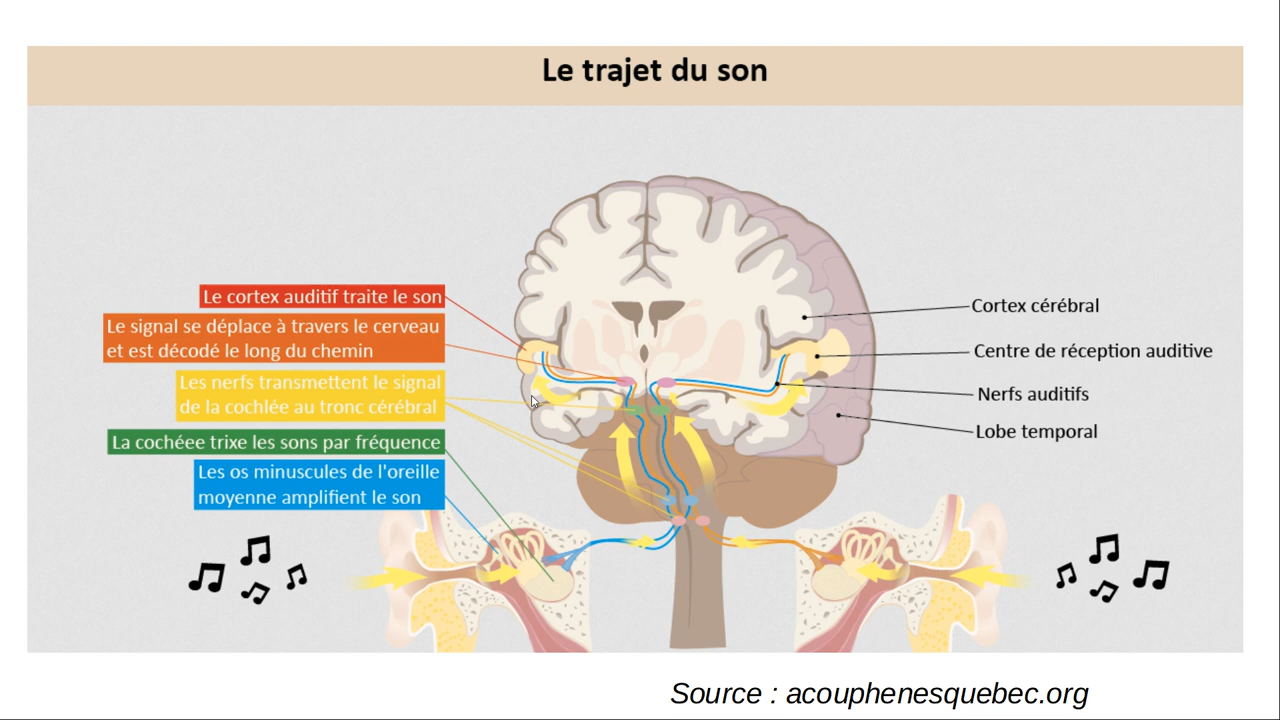 Le trajet du son
Le cortex auditif traite le son
Le signal se déplace à travers le cerveau
et est décodé le long du chemin
Les nerfs transmettent le signal
de la cochlée au tronc cérébral
La cochéee trixe les sons par fréquence
Les os minuscules de l'oreille
moyenne amplifient le son
Cortex cérébral
Centre de réception auditive
Nerfs auditifs
Lobe temporal
Source : acouphenesquebec.org